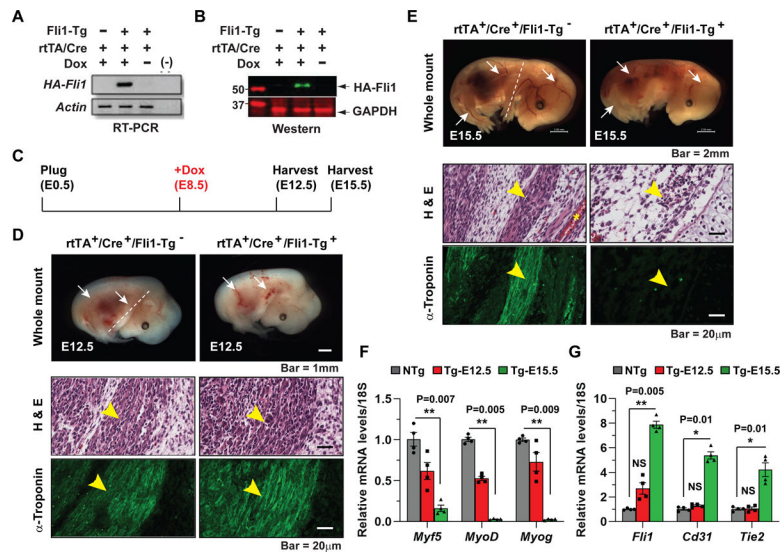 A
Fli1-Tg - + +
rtTA/Cre + + +
Dox + + - (-)
HA-Fli1
Actin
RT-PCR
B
Fli1-Tg - + +
rtTA/Cre + + +
Dox + + -
50
37
HA-Fli1
GAPDH
Western
C
Plug
(E0.5)
+Dox
(E8.5)
Harvest
(E12.5)
Harvest
(E15.5)
D
rtTA+/Cre+/Fli1-Tg-
rtTA+/Cre+/Fli1-Tg+
Whole mount
E12.5
E12.5
Bar = 1mm
H & E
α-Troponin
Bar = 20µm
E
rtTA+/Cre+/Fli1-Tg-
rtTA+/Cre+/Fli1-Tg+
Whole mount
E15.5
E15.5
Bar = 2mm
H & E
*
α-Troponin
Bar = 20µm
F
NTg Tg-E12.5 Tg-E15.5
Relative mRNA levels/18S
P=0.007
**
P=0.005
**
P=0.009
**
1.5
1.0
0.5
0.0
Myf5 MyoD Myog
G
NTg Tg-E12.5 Tg-E15.5
Relative mRNA levels/18S
P=0.005
**
P=0.01
*
P=0.01
*
NS
NS
NS
10
8
6
4
2
0
Fli1 Cd31 Tie2